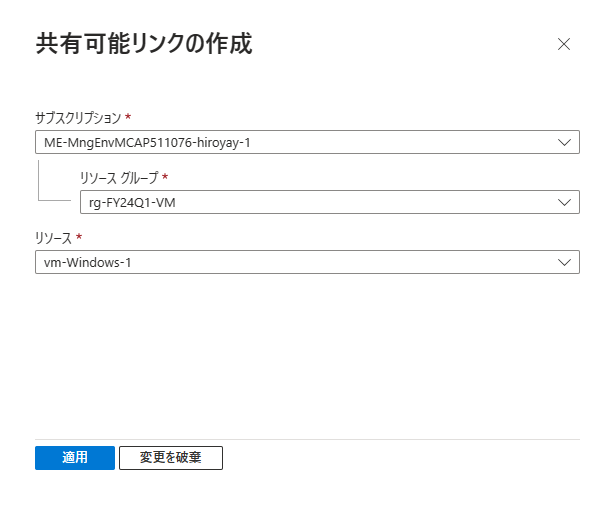 共有可能リンクの作成
サブスクリプション *
ME-MngEnvMCAP511076-hiroyay-1
リソース グループ *
rg-FY24Q1-VM
リソース *
vm-Windows-1
適用
変更を破棄